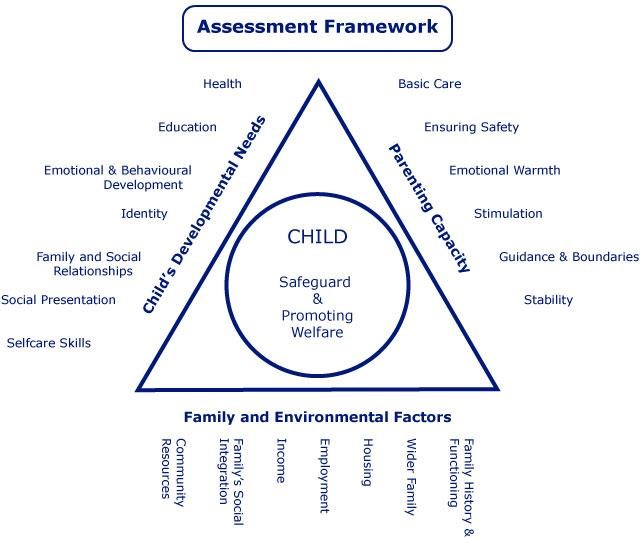 Assessment Framework
Health
Education
Emotional & Behavioural
Development
Identity
Family and Social
Relationships
Social Presentation
Selfcare Skills
Child's Developmental Needs
CHILD
Safeguard
&
Promoting
Welfare
Parenting Capacity
Basic Care
Ensuring Safety
Emotional Warmth
Stimulation
Guidance & Boundaries
Stability
Family and Environmental Factors
Community
Resources
Family's Social
Integration
Income
Employment
Housing
Wider Family
Family History &
Functioning